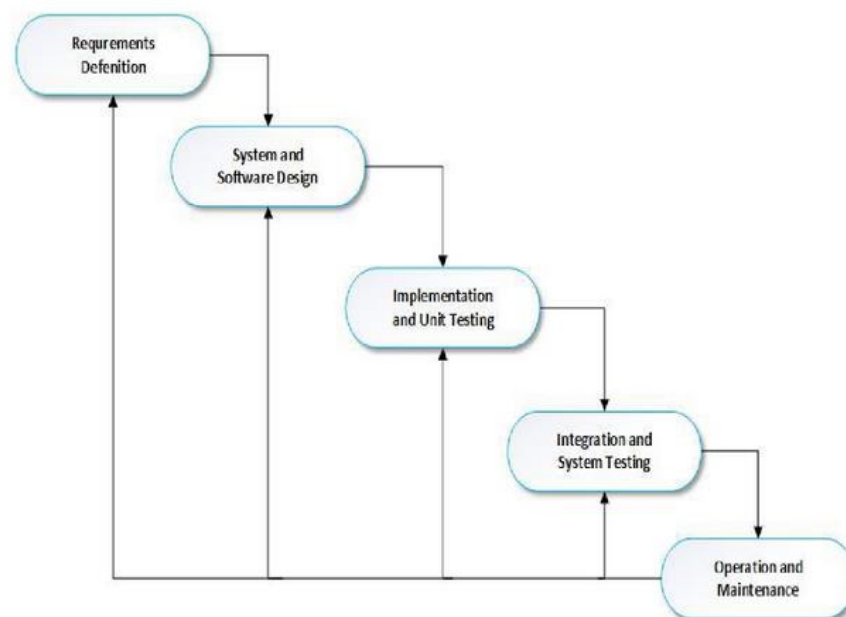 Requrements
Defenition
System and
Software Design
Implementation
and Unit Testing
Integration and
System Testing
Operation and
Maintenance